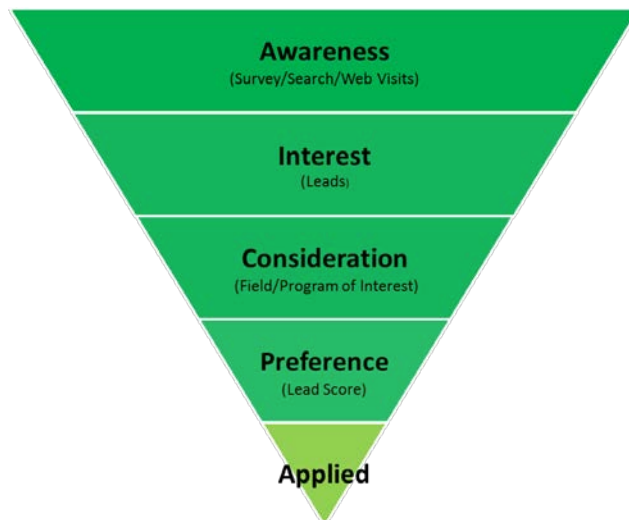 Awareness
(Survey/Search/Web Visits)
Interest
(Leads)
Consideration
(Field/Program of Interest)
Preference
(Lead Score)
Applied